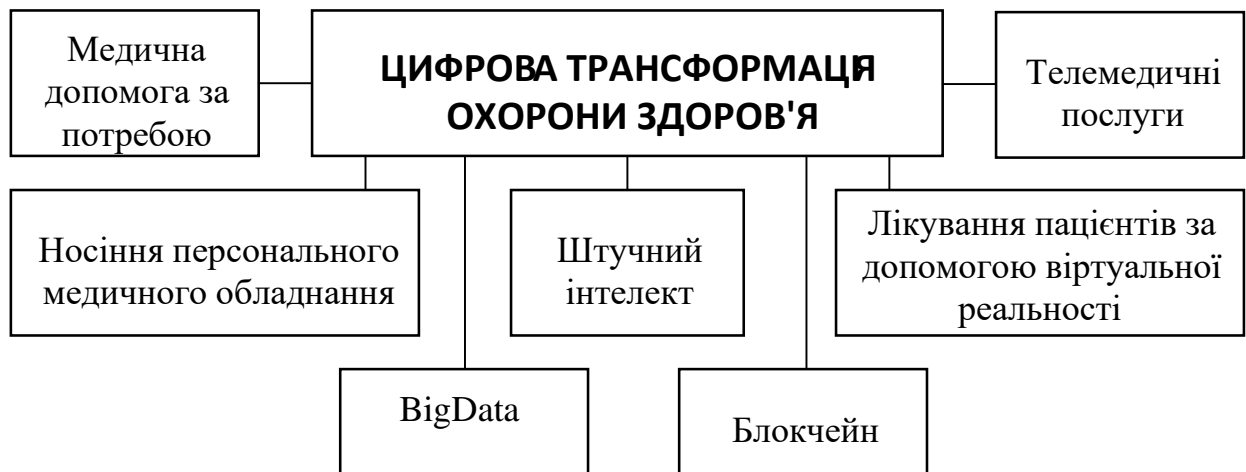 Медична
допомога за
потребою
ЦИФРОВА ТРАНСФОРМАЦІЯ
ОХОРОНИ ЗДОРОВ'Я
Телемедичні
послуги
Носіння персонального
медичного обладнання
Штучний
інтелект
Лікування пацієнтів за
допомогою віртуальної
реальності
BigData
Блокчейн